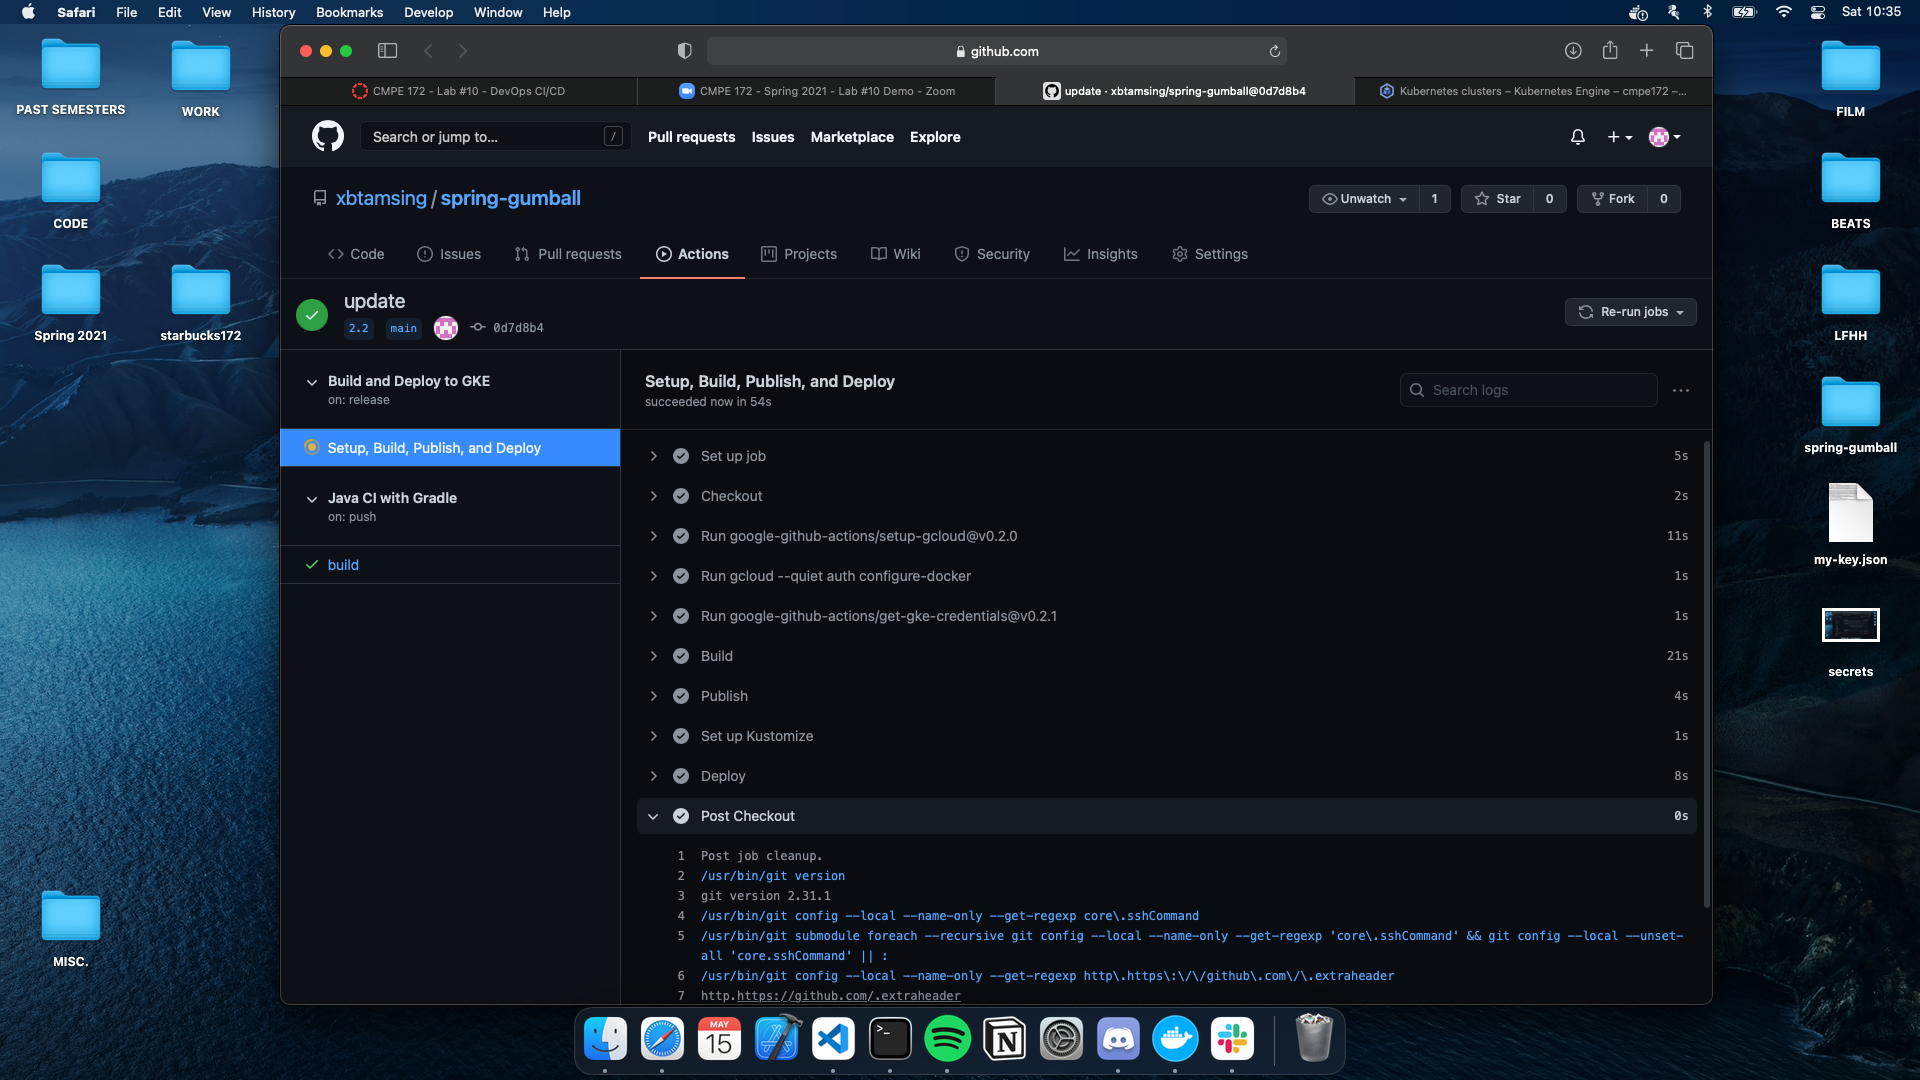 Safari File Edit View History Bookmarks Develop Window Help Sat 10:35
github.com
CMPE 172 - Lab #10 - DevOps CI/CD
CMPE 172 - Spring 2021 - Lab #10 Demo - Zoom
update · xbtamsing/spring-gumball@0d7d8b4
Kubernetes clusters – Kubernetes Engine – cmpe172 –...
Search or jump to... /
Pull requests Issues Marketplace Explore
xbtamsing / spring-gumball
Unwatch 1 Star 0 Fork 0
Code Issues Pull requests Actions Projects Wiki Security Insights Settings
update
2.2 main 0d7d8b4
Re-run jobs
Build and Deploy to GKE
on: release
Setup, Build, Publish, and Deploy
Java CI with Gradle
on: push
build
Setup, Build, Publish, and Deploy
succeeded now in 54s
Search logs
Set up job 5s
Checkout 2s
Run google-github-actions/setup-gcloud@v0.2.0 11s
Run gcloud --quiet auth configure-docker 1s
Run google-github-actions/get-gke-credentials@v0.2.1 1s
Build 21s
Publish 4s
Set up Kustomize 1s
Deploy 8s
Post Checkout 0s
1 Post job cleanup.
2 /usr/bin/git version
3 git version 2.31.1
4 /usr/bin/git config --local --name-only --get-regexp core\.sshCommand
5 /usr/bin/git submodule foreach --recursive git config --local --name-only --get-regexp 'core\.sshCommand' && git config --local --unset-
all 'core.sshCommand' || :
6 /usr/bin/git config --local --name-only --get-regexp http\.https\:\/\/github\.com\/\.extraheader
7 http.https://github.com/.extraheader
PAST SEMESTERS
WORK
CODE
Spring 2021
starbucks172
MISC.
FILM
BEATS
LFHH
spring-gumball
my-key.json
secrets
MAY
15